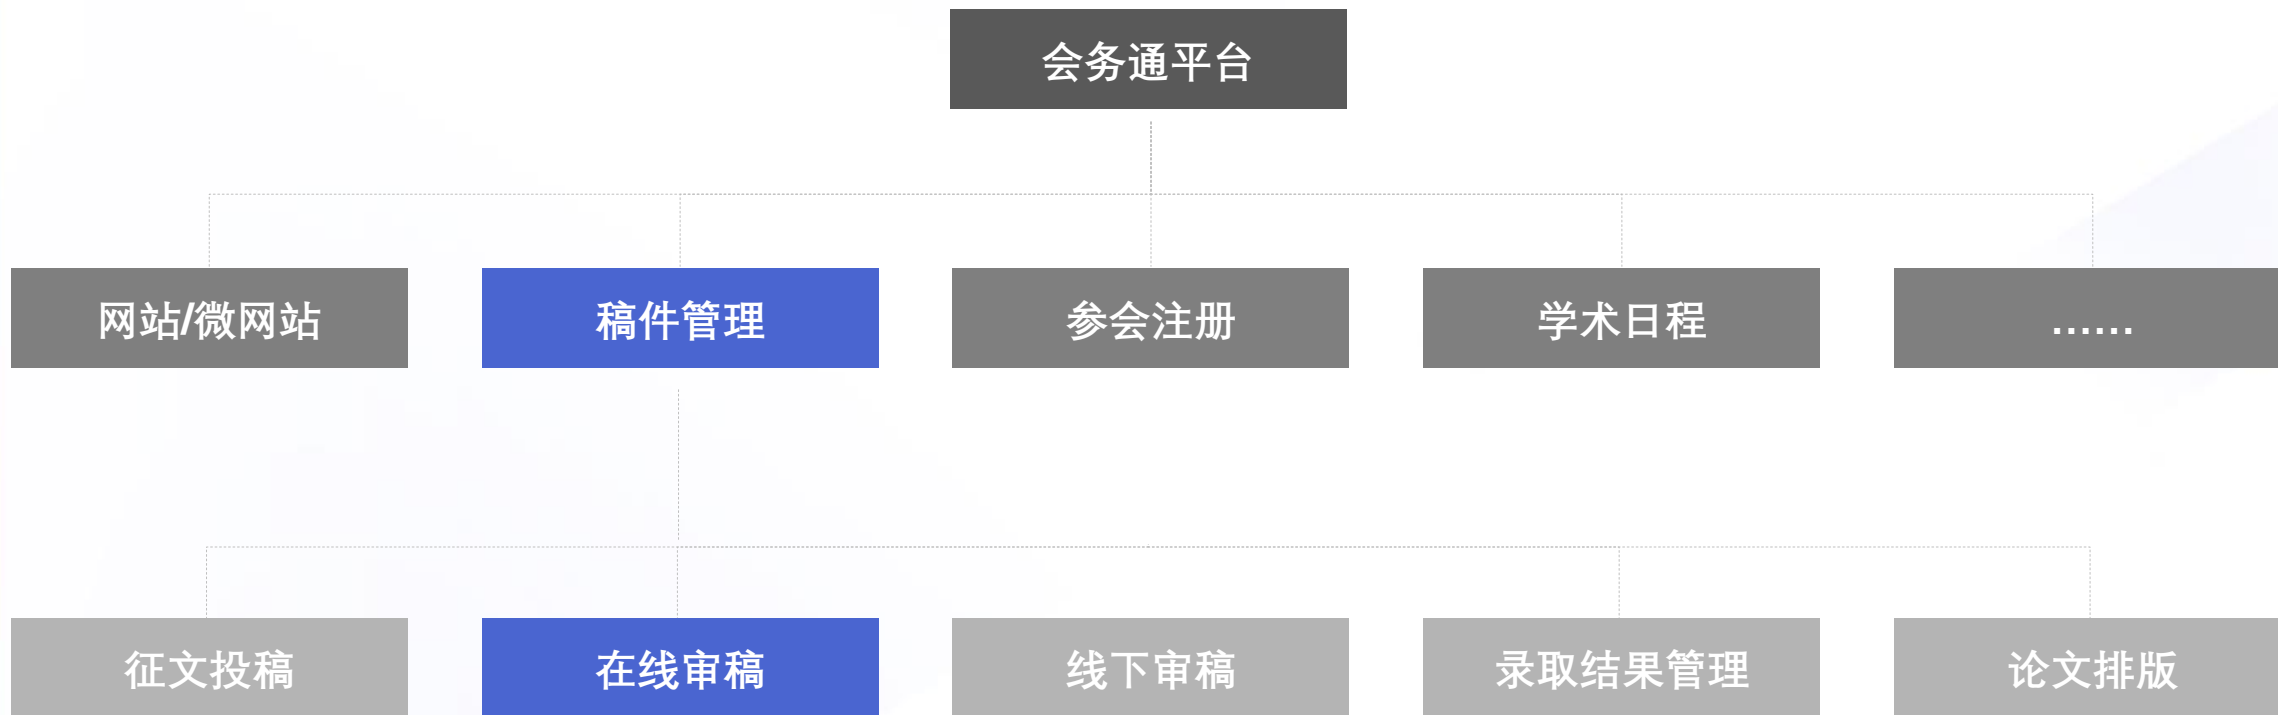 会务通平台
网站/微网站
稿件管理
参会注册
学术日程
......
征文投稿
在线审稿
线下审稿
录取结果管理
论文排版